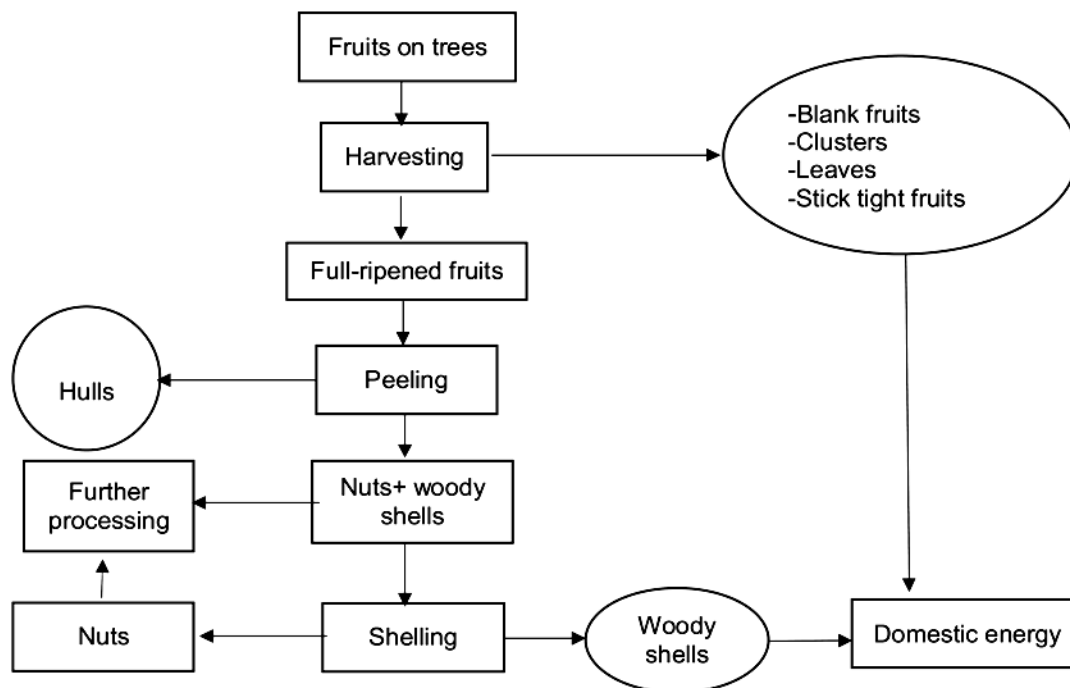 Fruits on trees
-Blank fruits
-Clusters
-Leaves
-Stick tight fruits
Harvesting
Full-ripened fruits
Hulls
Peeling
Further
processing
Nuts+ woody
shells
Nuts
Shelling
Woody
shells
Domestic energy